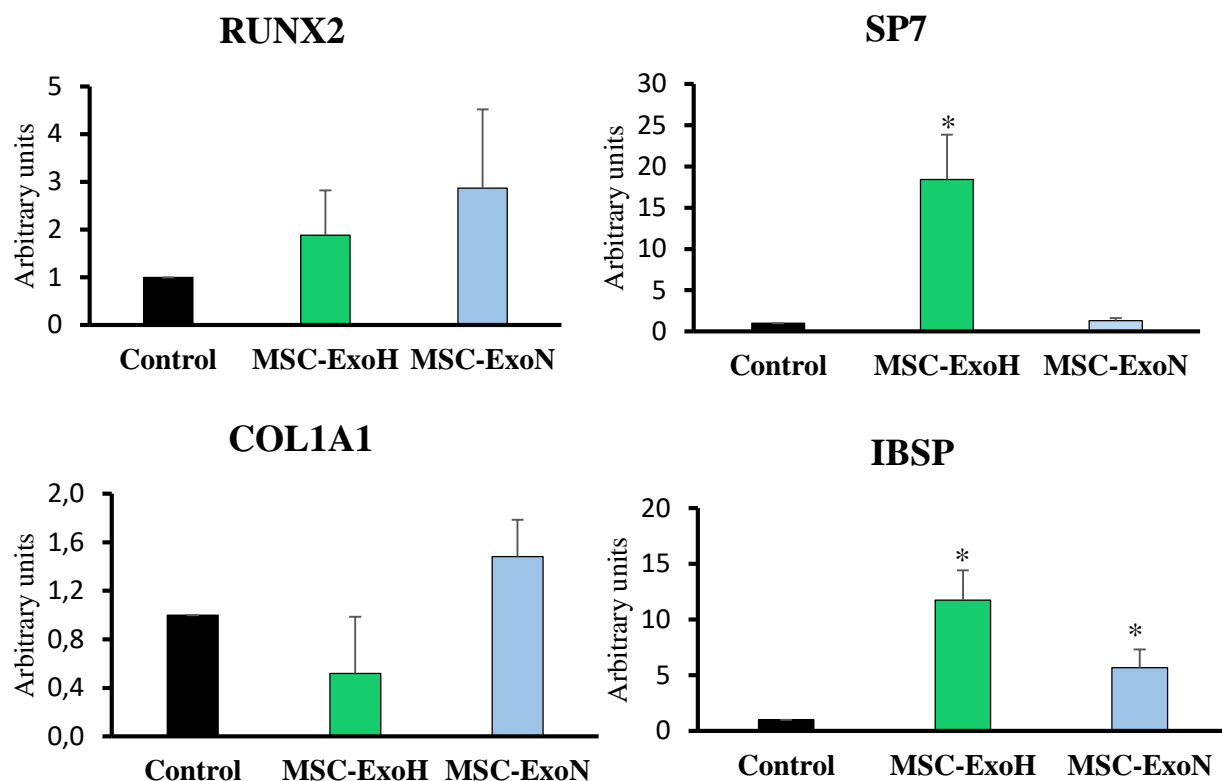 RUNX2
Arbitrary units
5
4
3
2
1
0
Control MSC-ExoH MSC-ExoN
SP7
Arbitrary units
30
25
20
15
10
5
0
*
Control MSC-ExoH MSC-ExoN
COL1A1
Arbitrary units
2,0
1,6
1,2
0,8
0,4
0,0
Control MSC-ExoH MSC-ExoN
IBSP
Arbitrary units
20
15
10
5
0
*
*
Control MSC-ExoH MSC-ExoN